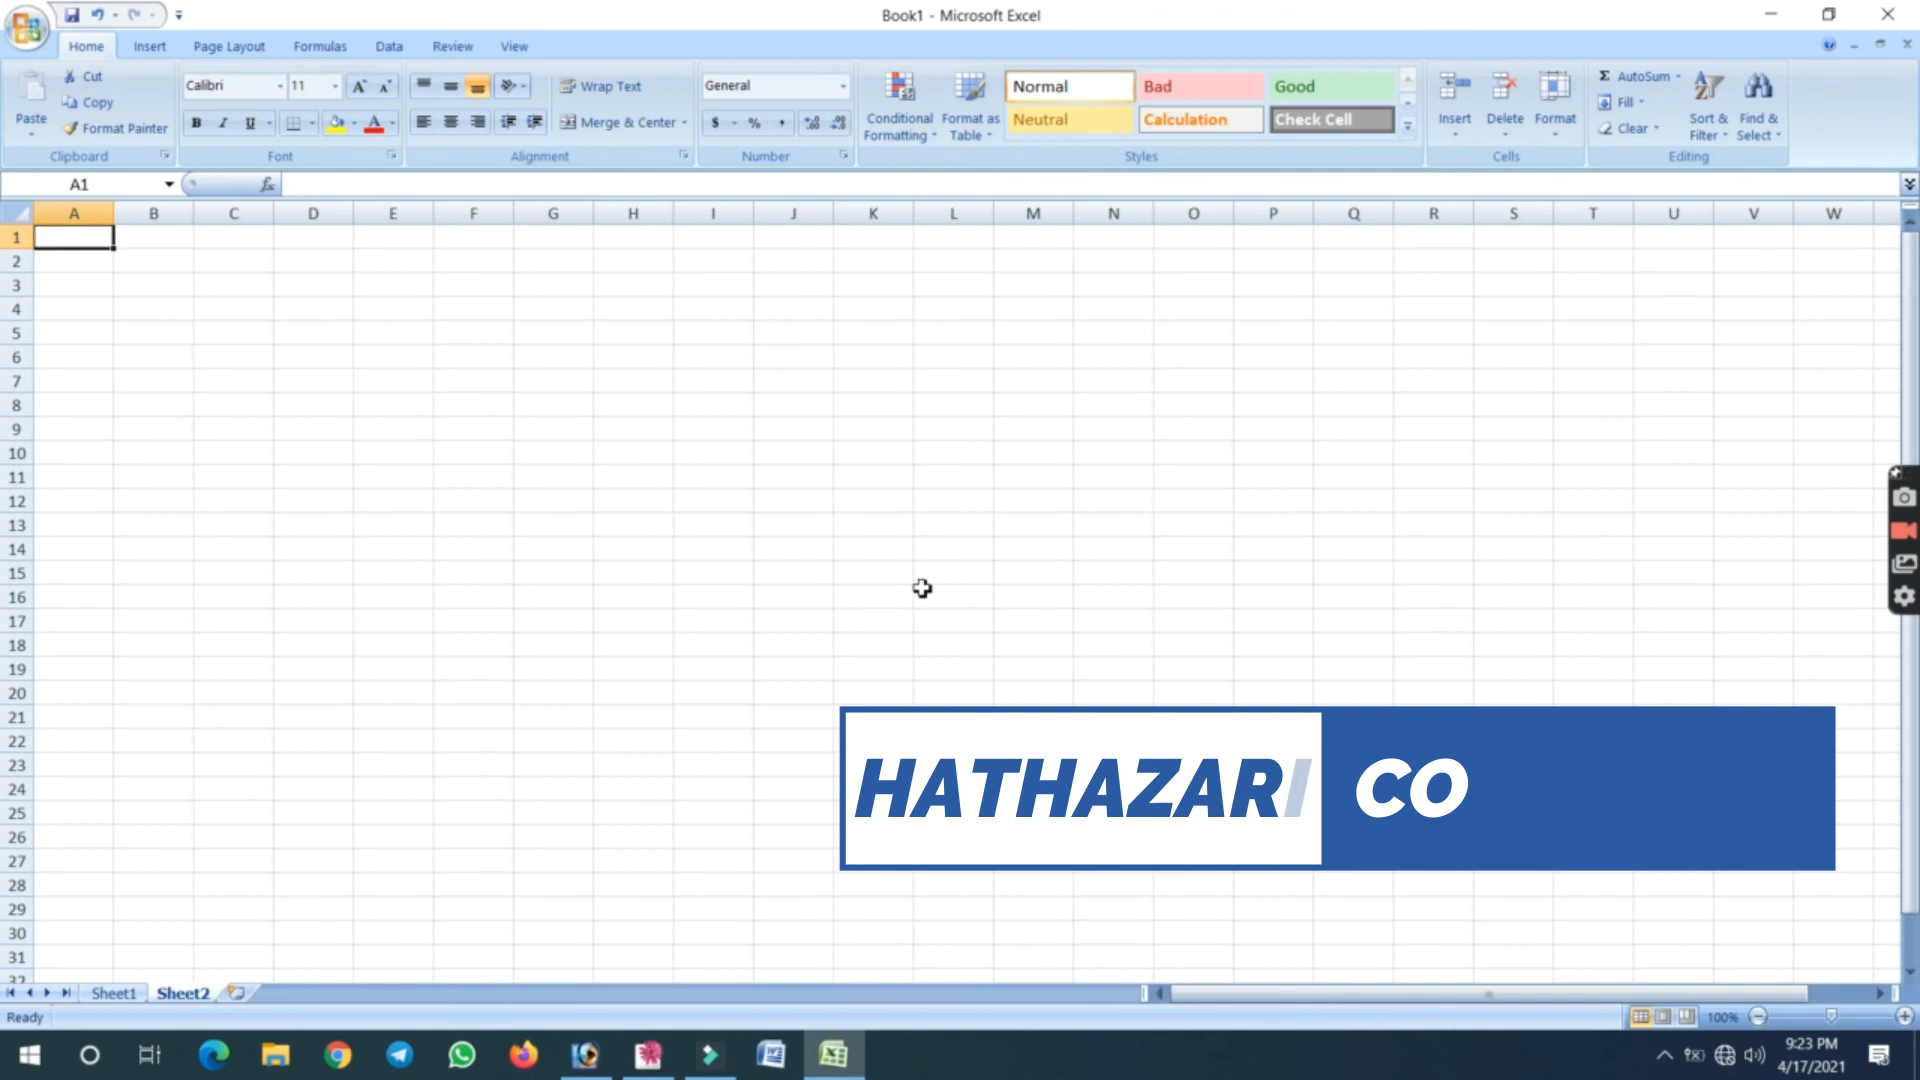 Book1 - Microsoft Excel
Home Insert Page Layout Formulas Data Review View
Paste
Cut
Copy
Format Painter
Clipboard
Calibri 11
B I U
Font
Wrap Text
Merge & Center
Alignment
General
$ % ,
Number
Conditional Formatting
Format as Table
Normal Bad Good
Neutral Calculation Check Cell
Styles
Insert Delete Format
Cells
Σ AutoSum
Fill
Clear
Sort & Filter
Find & Select
Editing
A1 fx
A B C D E F G H I J K L M N O P Q R S T U V W
1
2
3
4
5
6
7
8
9
10
11
12
13
14
15
16
17
18
19
20
21
22
23
24
25
26
27
28
29
30
31
32
HATHAZARI CO
Sheet1 Sheet2
Ready
100%
9:23 PM
4/17/2021